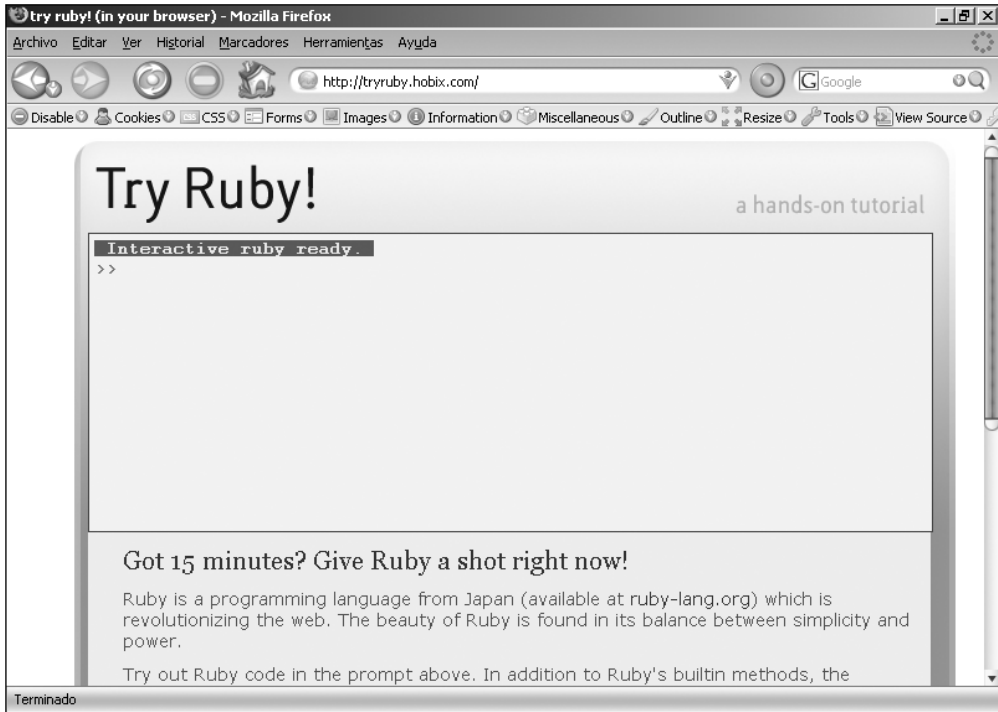 try ruby! (in your browser) - Mozilla Firefox
Archivo Editar Ver Historial Marcadores Herramientas Ayuda
http://tryruby.hobix.com/ G Google
Disable Cookies CSS Forms Images Information Miscellaneous Outline Resize Tools View Source
Try Ruby!
a hands-on tutorial
Interactive ruby ready.
>>
Got 15 minutes? Give Ruby a shot right now!
Ruby is a programming language from Japan (available at ruby-lang.org) which is
revolutionizing the web. The beauty of Ruby is found in its balance between simplicity and
power.
Try out Ruby code in the prompt above. In addition to Ruby's builtin methods, the
Terminado